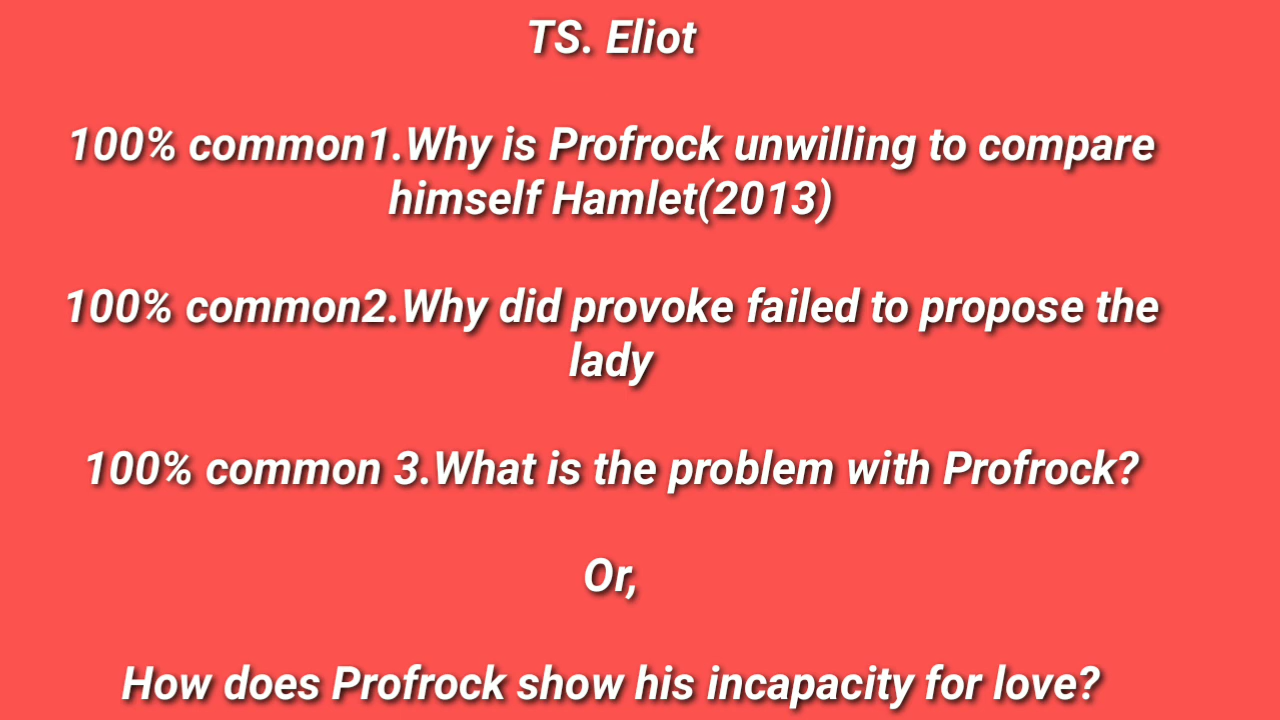 TS. Eliot
100% common1.Why is Profrock unwilling to compare
himself Hamlet(2013)
100% common2.Why did provoke failed to propose the
lady
100% common 3.What is the problem with Profrock?
Or,
How does Profrock show his incapacity for love?